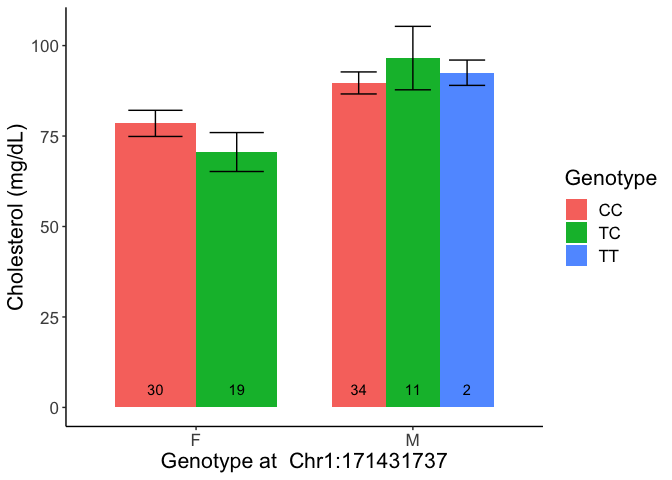 Cholesterol (mg/dL)
100
75
50
25
0
30 19 34 11 2
F M
Genotype at  Chr1:171431737
Genotype
CC
TC
TT